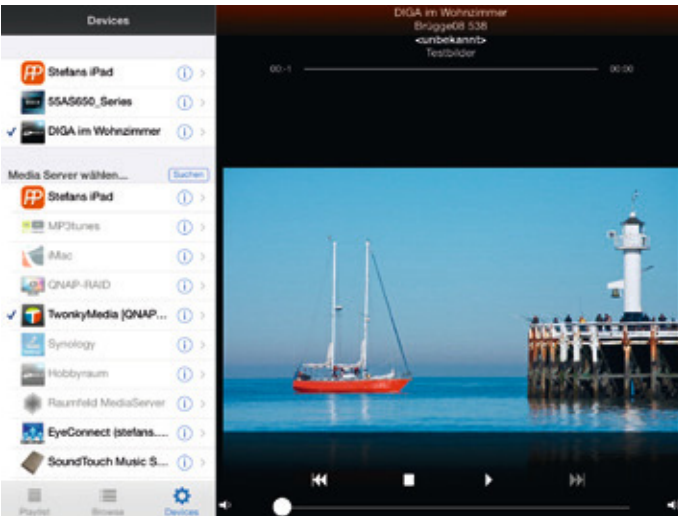 Devices
Stefans iPad
55AS650_Series
DIGA im Wohnzimmer
Media Server wählen...
Suchen
Stefans iPad
MP3tunes
iMac
QNAP-RAID
TwonkyMedia [QNAP...
Synology
Hobbyraum
Raumfeld MediaServer
EyeConnect (stefans....
SoundTouch Music S...
Playlist
Browse
Devices
DIGA im Wohnzimmer
Brügge08 538
<unbekannt>
Testbilder
00:-1
00:00